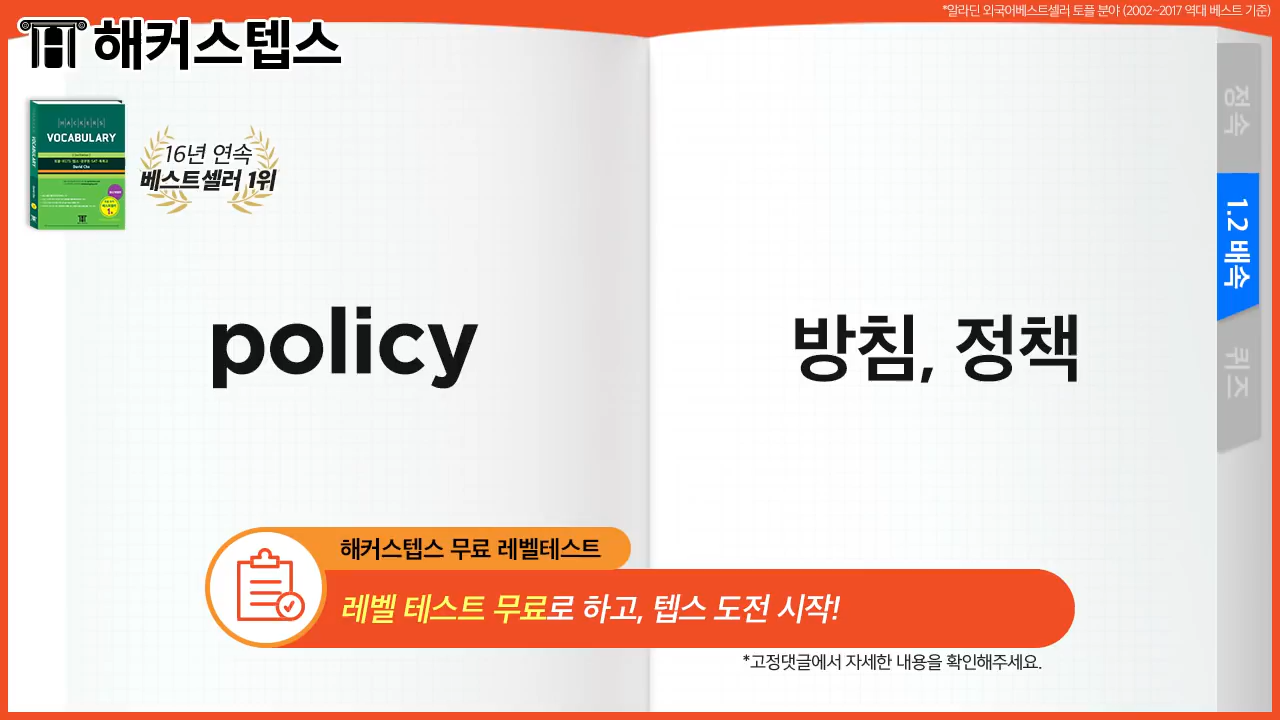 *알라딘 외국어베스트셀러 토플 분야 (2002~2017 역대 베스트 기준)
해커스텝스
HACKERS
VOCABULARY
16년 연속
베스트셀러 1위
정속
1.2 배속
퀴즈
policy
방침, 정책
해커스텝스 무료 레벨테스트
레벨 테스트 무료로 하고, 텝스 도전 시작!
*고정댓글에서 자세한 내용을 확인해주세요.